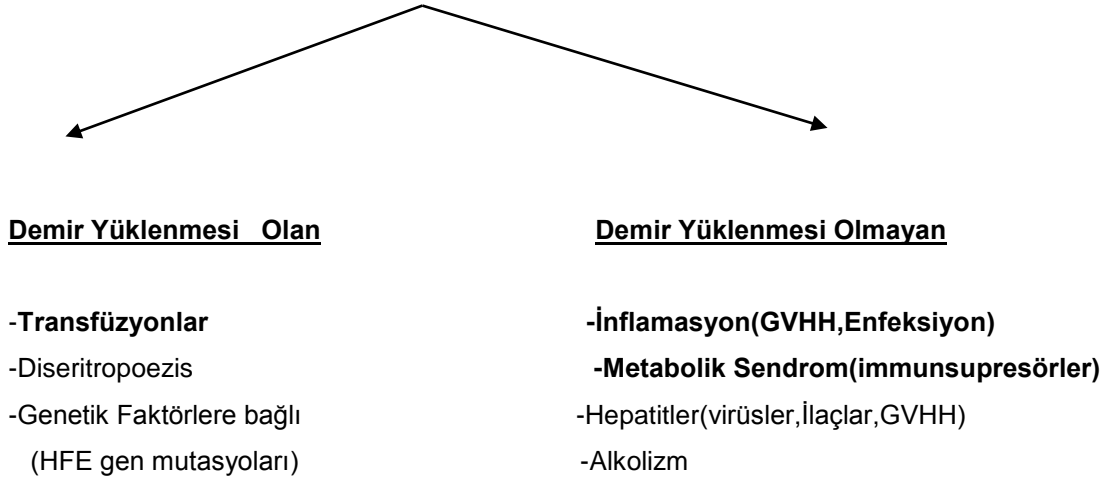 Demir Yüklenmesi Olan
-Transfüzyonlar
-Diseritropoezis
-Genetik Faktörlere bağlı
(HFE gen mutasyoları)
Demir Yüklenmesi Olmayan
-İnflamasyon(GVHH,Enfeksiyon)
-Metabolik Sendrom(immunsupresörler)
-Hepatitler(virüsler,İlaçlar,GVHH)
-Alkolizm